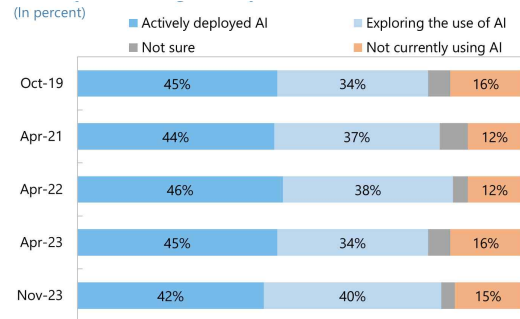 (In percent)
Actively deployed AI
Exploring the use of AI
Not sure
Not currently using AI
Oct-19
45%
34%
16%
Apr-21
44%
37%
12%
Apr-22
46%
38%
12%
Apr-23
45%
34%
16%
Nov-23
42%
40%
15%